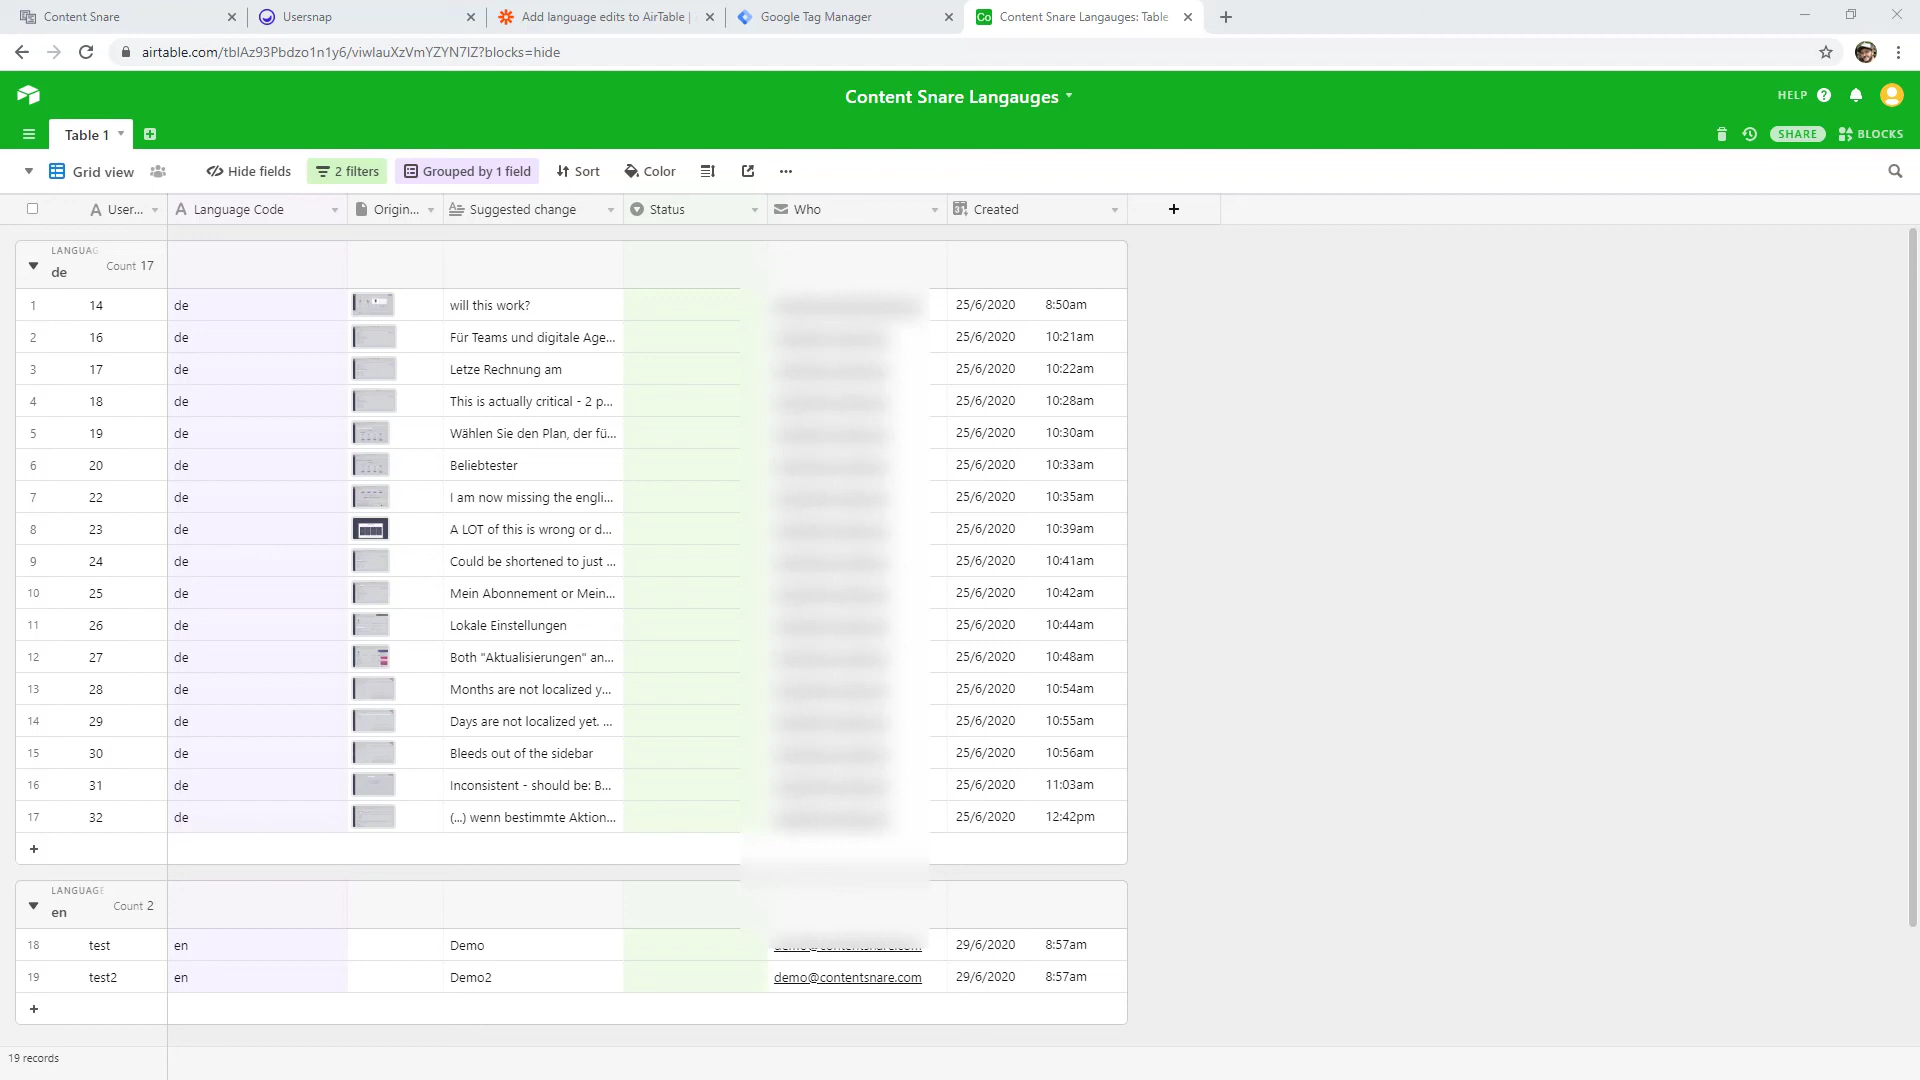 Content Snare
Usersnap
Add language edits to AirTable |
Google Tag Manager
Content Snare Langauges: Table
airtable.com/tblAz93Pbdzo1n1y6/viwlauXzVmYZYN7IZ?blocks=hide
Content Snare Langauges
HELP
Table 1
SHARE
BLOCKS
Grid view
Hide fields
2 filters
Grouped by 1 field
Sort
Color
User...
Language Code
Origin...
Suggested change
Status
Who
Created
LANGUAG
de
Count 17
1 14 de will this work? 25/6/2020 8:50am
2 16 de Für Teams und digitale Age... 25/6/2020 10:21am
3 17 de Letze Rechnung am 25/6/2020 10:22am
4 18 de This is actually critical - 2 p... 25/6/2020 10:28am
5 19 de Wählen Sie den Plan, der fü... 25/6/2020 10:30am
6 20 de Beliebtester 25/6/2020 10:33am
7 22 de I am now missing the engli... 25/6/2020 10:35am
8 23 de A LOT of this is wrong or d... 25/6/2020 10:39am
9 24 de Could be shortened to just ... 25/6/2020 10:41am
10 25 de Mein Abonnement or Mein... 25/6/2020 10:42am
11 26 de Lokale Einstellungen 25/6/2020 10:44am
12 27 de Both "Aktualisierungen" an... 25/6/2020 10:48am
13 28 de Months are not localized y... 25/6/2020 10:54am
14 29 de Days are not localized yet. ... 25/6/2020 10:55am
15 30 de Bleeds out of the sidebar 25/6/2020 10:56am
16 31 de Inconsistent - should be: B... 25/6/2020 11:03am
17 32 de (...) wenn bestimmte Aktion... 25/6/2020 12:42pm
LANGUAGE
en
Count 2
18 test en Demo demo@contentsnare.com 29/6/2020 8:57am
19 test2 en Demo2 demo@contentsnare.com 29/6/2020 8:57am
19 records